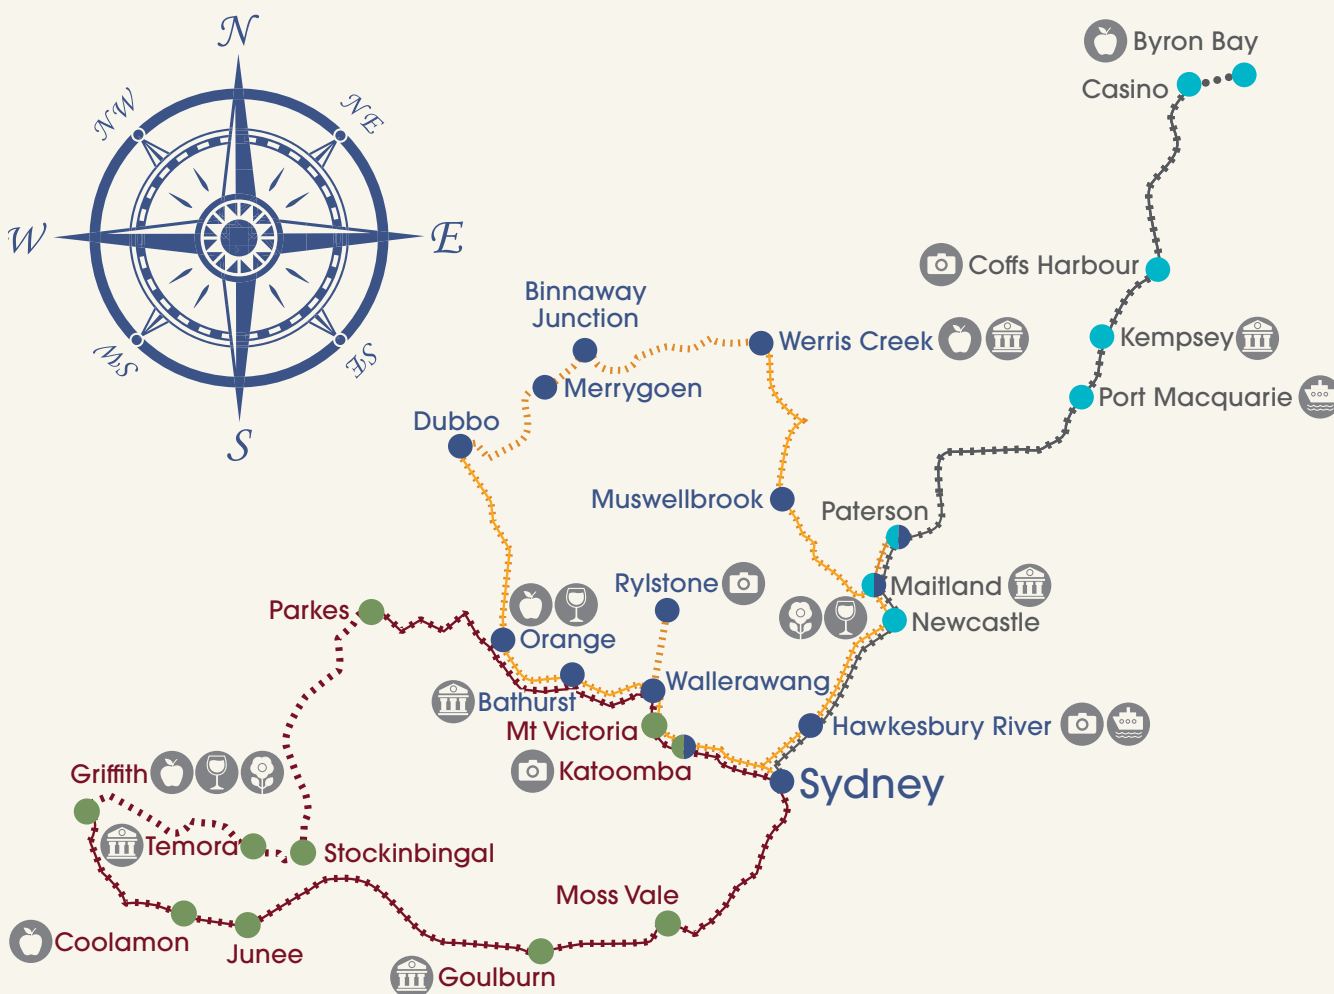 N
NW
NE
W
E
SW
SE
S
Byron Bay
Casino
Coffs Harbour
Binnaway
Junction
Werris Creek
Kempsey
Merrygoen
Port Macquarie
Dubbo
Muswellbrook
Paterson
Rylstone
Maitland
Parkes
Newcastle
Orange
Wallerawang
Bathurst
Mt Victoria
Hawkesbury River
Griffith
Katoomba
Sydney
Temora
Stockinbingal
Moss Vale
Coolamon
Junee
Goulburn